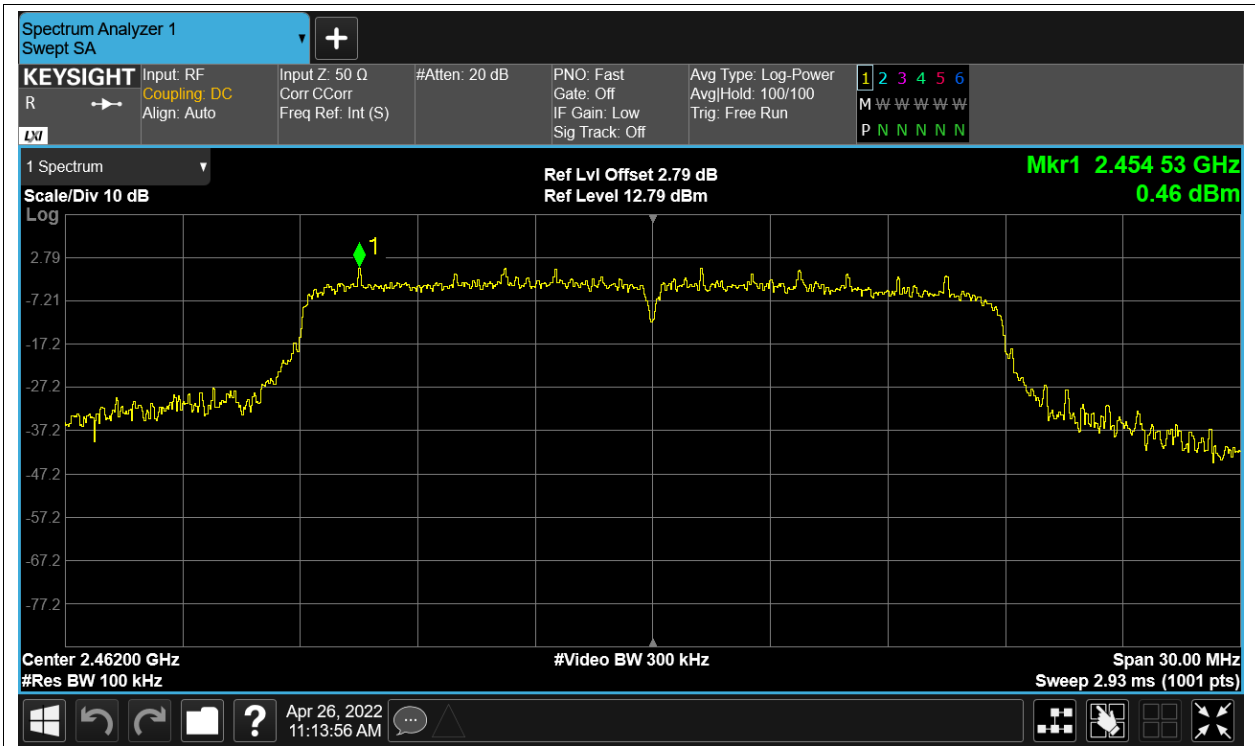 Spectrum Analyzer 1
Swept SA
KEYSIGHT
R
LXI
Input: RF
Coupling: DC
Align: Auto
Input Z: 50 Ω
Corr CCorr
Freq Ref: Int (S)
#Atten: 20 dB
PNO: Fast
Gate: Off
IF Gain: Low
Sig Track: Off
Avg Type: Log-Power
Avg|Hold: 100/100
Trig: Free Run
1 2 3 4 5 6
M W W W W W
P N N N N N
1 Spectrum
Scale/Div 10 dB
Log
Ref Lvl Offset 2.79 dB
Ref Level 12.79 dBm
Mkr1 2.454 53 GHz
0.46 dBm
1
2.79
-7.21
-17.2
-27.2
-37.2
-47.2
-57.2
-67.2
-77.2
Center 2.46200 GHz
#Res BW 100 kHz
#Video BW 300 kHz
Span 30.00 MHz
Sweep 2.93 ms (1001 pts)
?
Apr 26, 2022
11:13:56 AM